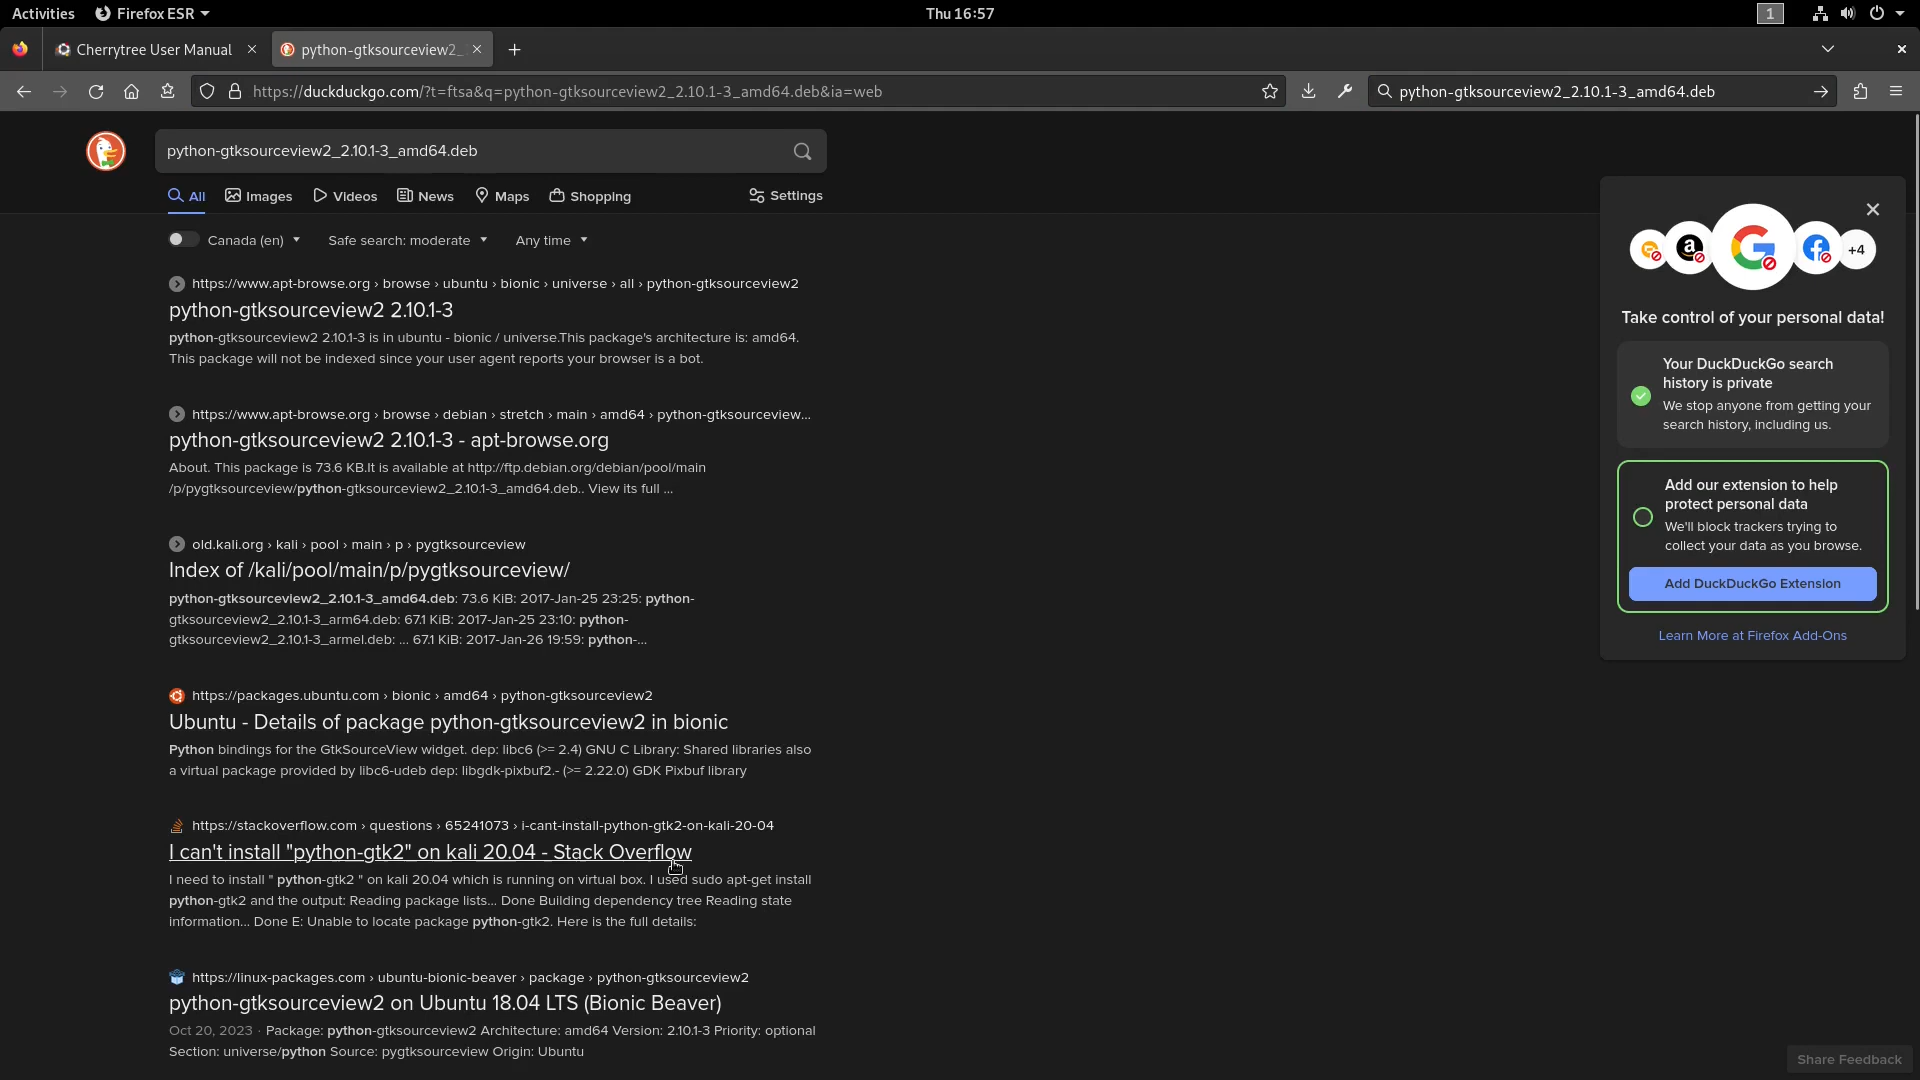 Activities Firefox ESR Thu 16:57 1
Cherrytree User Manual python-gtksourceview2_
https://duckduckgo.com/?t=ftsa&q=python-gtksourceview2_2.10.1-3_amd64.deb&ia=web python-gtksourceview2_2.10.1-3_amd64.deb
python-gtksourceview2_2.10.1-3_amd64.deb
All Images Videos News Maps Shopping Settings
Canada (en) Safe search: moderate Any time
https://www.apt-browse.org › browse › ubuntu › bionic › universe › all › python-gtksourceview2
python-gtksourceview2 2.10.1-3
python-gtksourceview2 2.10.1-3 is in ubuntu - bionic / universe.This package's architecture is: amd64.
This package will not be indexed since your user agent reports your browser is a bot.
https://www.apt-browse.org › browse › debian › stretch › main › amd64 › python-gtksourceview...
python-gtksourceview2 2.10.1-3 - apt-browse.org
About. This package is 73.6 KB.It is available at http://ftp.debian.org/debian/pool/main
/p/pygtksourceview/python-gtksourceview2_2.10.1-3_amd64.deb.. View its full ...
old.kali.org › kali › pool › main › p › pygtksourceview
Index of /kali/pool/main/p/pygtksourceview/
python-gtksourceview2_2.10.1-3_amd64.deb: 73.6 KiB: 2017-Jan-25 23:25: python-
gtksourceview2_2.10.1-3_arm64.deb: 67.1 KiB: 2017-Jan-25 23:10: python-
gtksourceview2_2.10.1-3_armel.deb: ... 67.1 KiB: 2017-Jan-26 19:59: python-...
https://packages.ubuntu.com › bionic › amd64 › python-gtksourceview2
Ubuntu - Details of package python-gtksourceview2 in bionic
Python bindings for the GtkSourceView widget. dep: libc6 (>= 2.4) GNU C Library: Shared libraries also
a virtual package provided by libc6-udeb dep: libgdk-pixbuf2.- (>= 2.22.0) GDK Pixbuf library
https://stackoverflow.com › questions › 65241073 › i-cant-install-python-gtk2-on-kali-20-04
I can't install "python-gtk2" on kali 20.04 - Stack Overflow
I need to install " python-gtk2 " on kali 20.04 which is running on virtual box. I used sudo apt-get install
python-gtk2 and the output: Reading package lists... Done Building dependency tree Reading state
information... Done E: Unable to locate package python-gtk2. Here is the full details:
https://linux-packages.com › ubuntu-bionic-beaver › package › python-gtksourceview2
python-gtksourceview2 on Ubuntu 18.04 LTS (Bionic Beaver)
Oct 20, 2023 · Package: python-gtksourceview2 Architecture: amd64 Version: 2.10.1-3 Priority: optional
Section: universe/python Source: pygtksourceview Origin: Ubuntu
+4
Take control of your personal data!
Your DuckDuckGo search
history is private
We stop anyone from getting your
search history, including us.
Add our extension to help
protect personal data
We'll block trackers trying to
collect your data as you browse.
Add DuckDuckGo Extension
Learn More at Firefox Add-Ons
Share Feedback